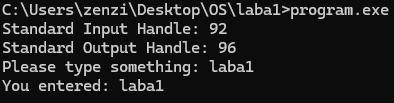 C:\Users\zenzi\Desktop\OS\laba1>program.exe
Standard Input Handle: 92
Standard Output Handle: 96
Please type something: laba1
You entered: laba1